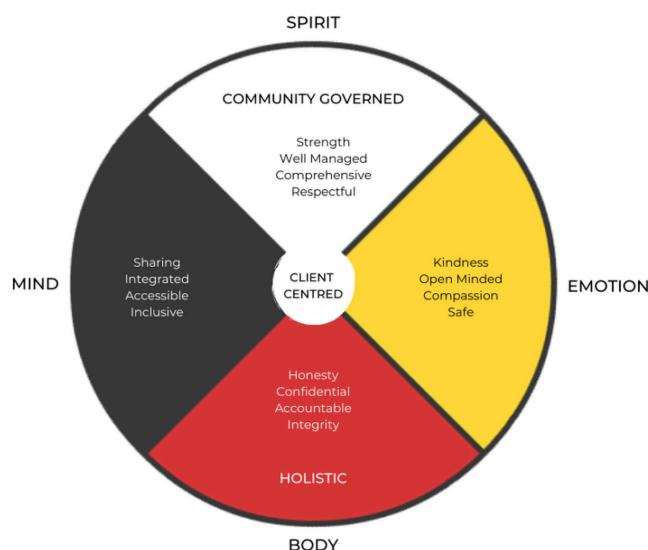 SPIRIT
COMMUNITY GOVERNED
Strength
Well Managed
Comprehensive
Respectful
MIND
Sharing
Integrated
Accessible
Inclusive
CLIENT
CENTRED
Kindness
Open Minded
Compassion
Safe
EMOTION
Honesty
Confidential
Accountable
Integrity
HOLISTIC
BODY